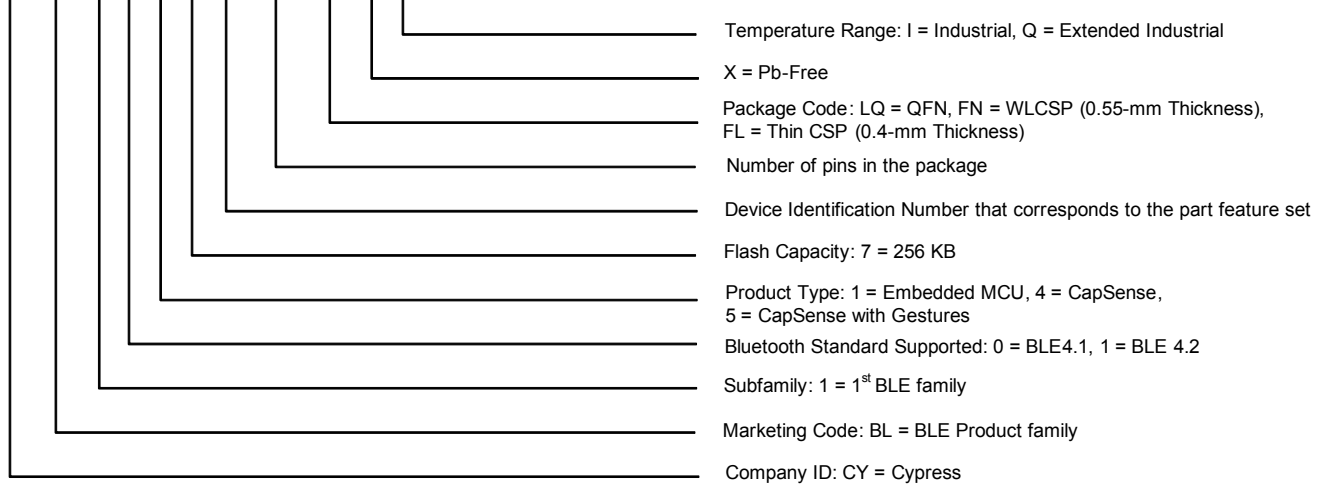 Temperature Range: I = Industrial, Q = Extended Industrial
X = Pb-Free
Package Code: LQ = QFN, FN = WLCSP (0.55-mm Thickness),
FL = Thin CSP (0.4-mm Thickness)
Number of pins in the package
Device Identification Number that corresponds to the part feature set
Flash Capacity: 7 = 256 KB
Product Type: 1 = Embedded MCU, 4 = CapSense,
5 = CapSense with Gestures
Bluetooth Standard Supported: 0 = BLE4.1, 1 = BLE 4.2
Subfamily: 1 = 1st BLE family
Marketing Code: BL = BLE Product family
Company ID: CY = Cypress